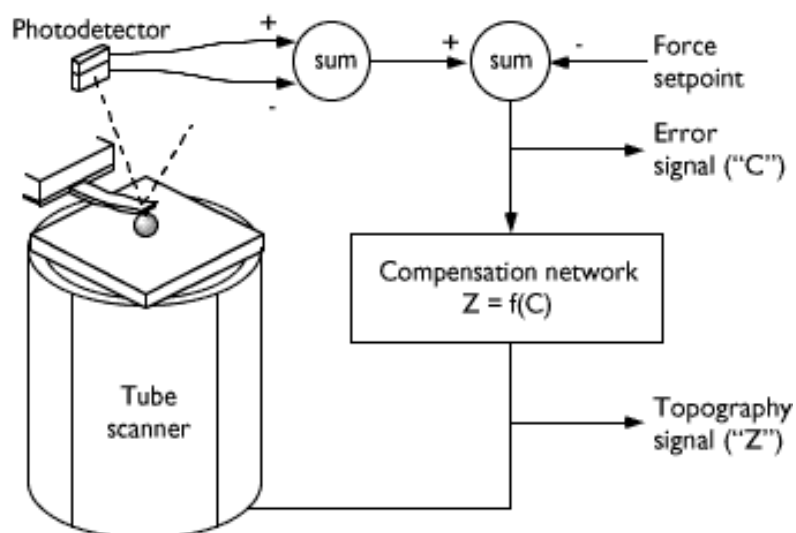 Photodetector
+
-
sum
+
sum
-
Force
setpoint
Error
signal (“C”)
Compensation network
Z = f(C)
Tube
scanner
Topography
signal (“Z”)